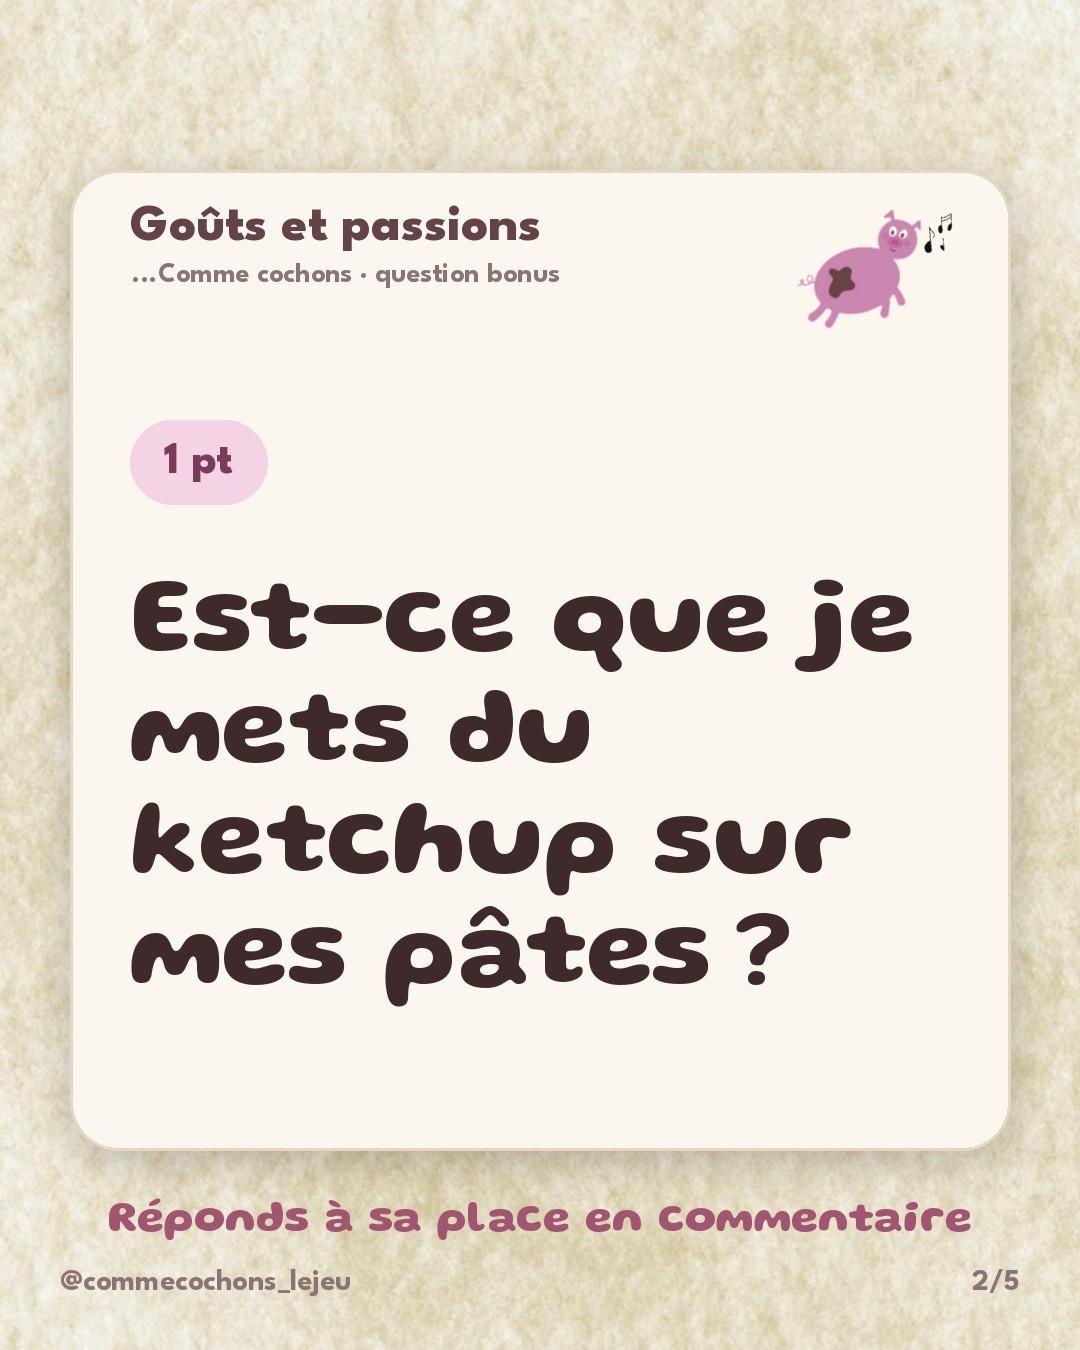 Goûts et passions
...Comme cochons · question bonus
1 pt
Est-ce que je
mets du
ketchup sur
mes pâtes ?
Réponds à sa place en commentaire
@commecochons_lejeu
2/5